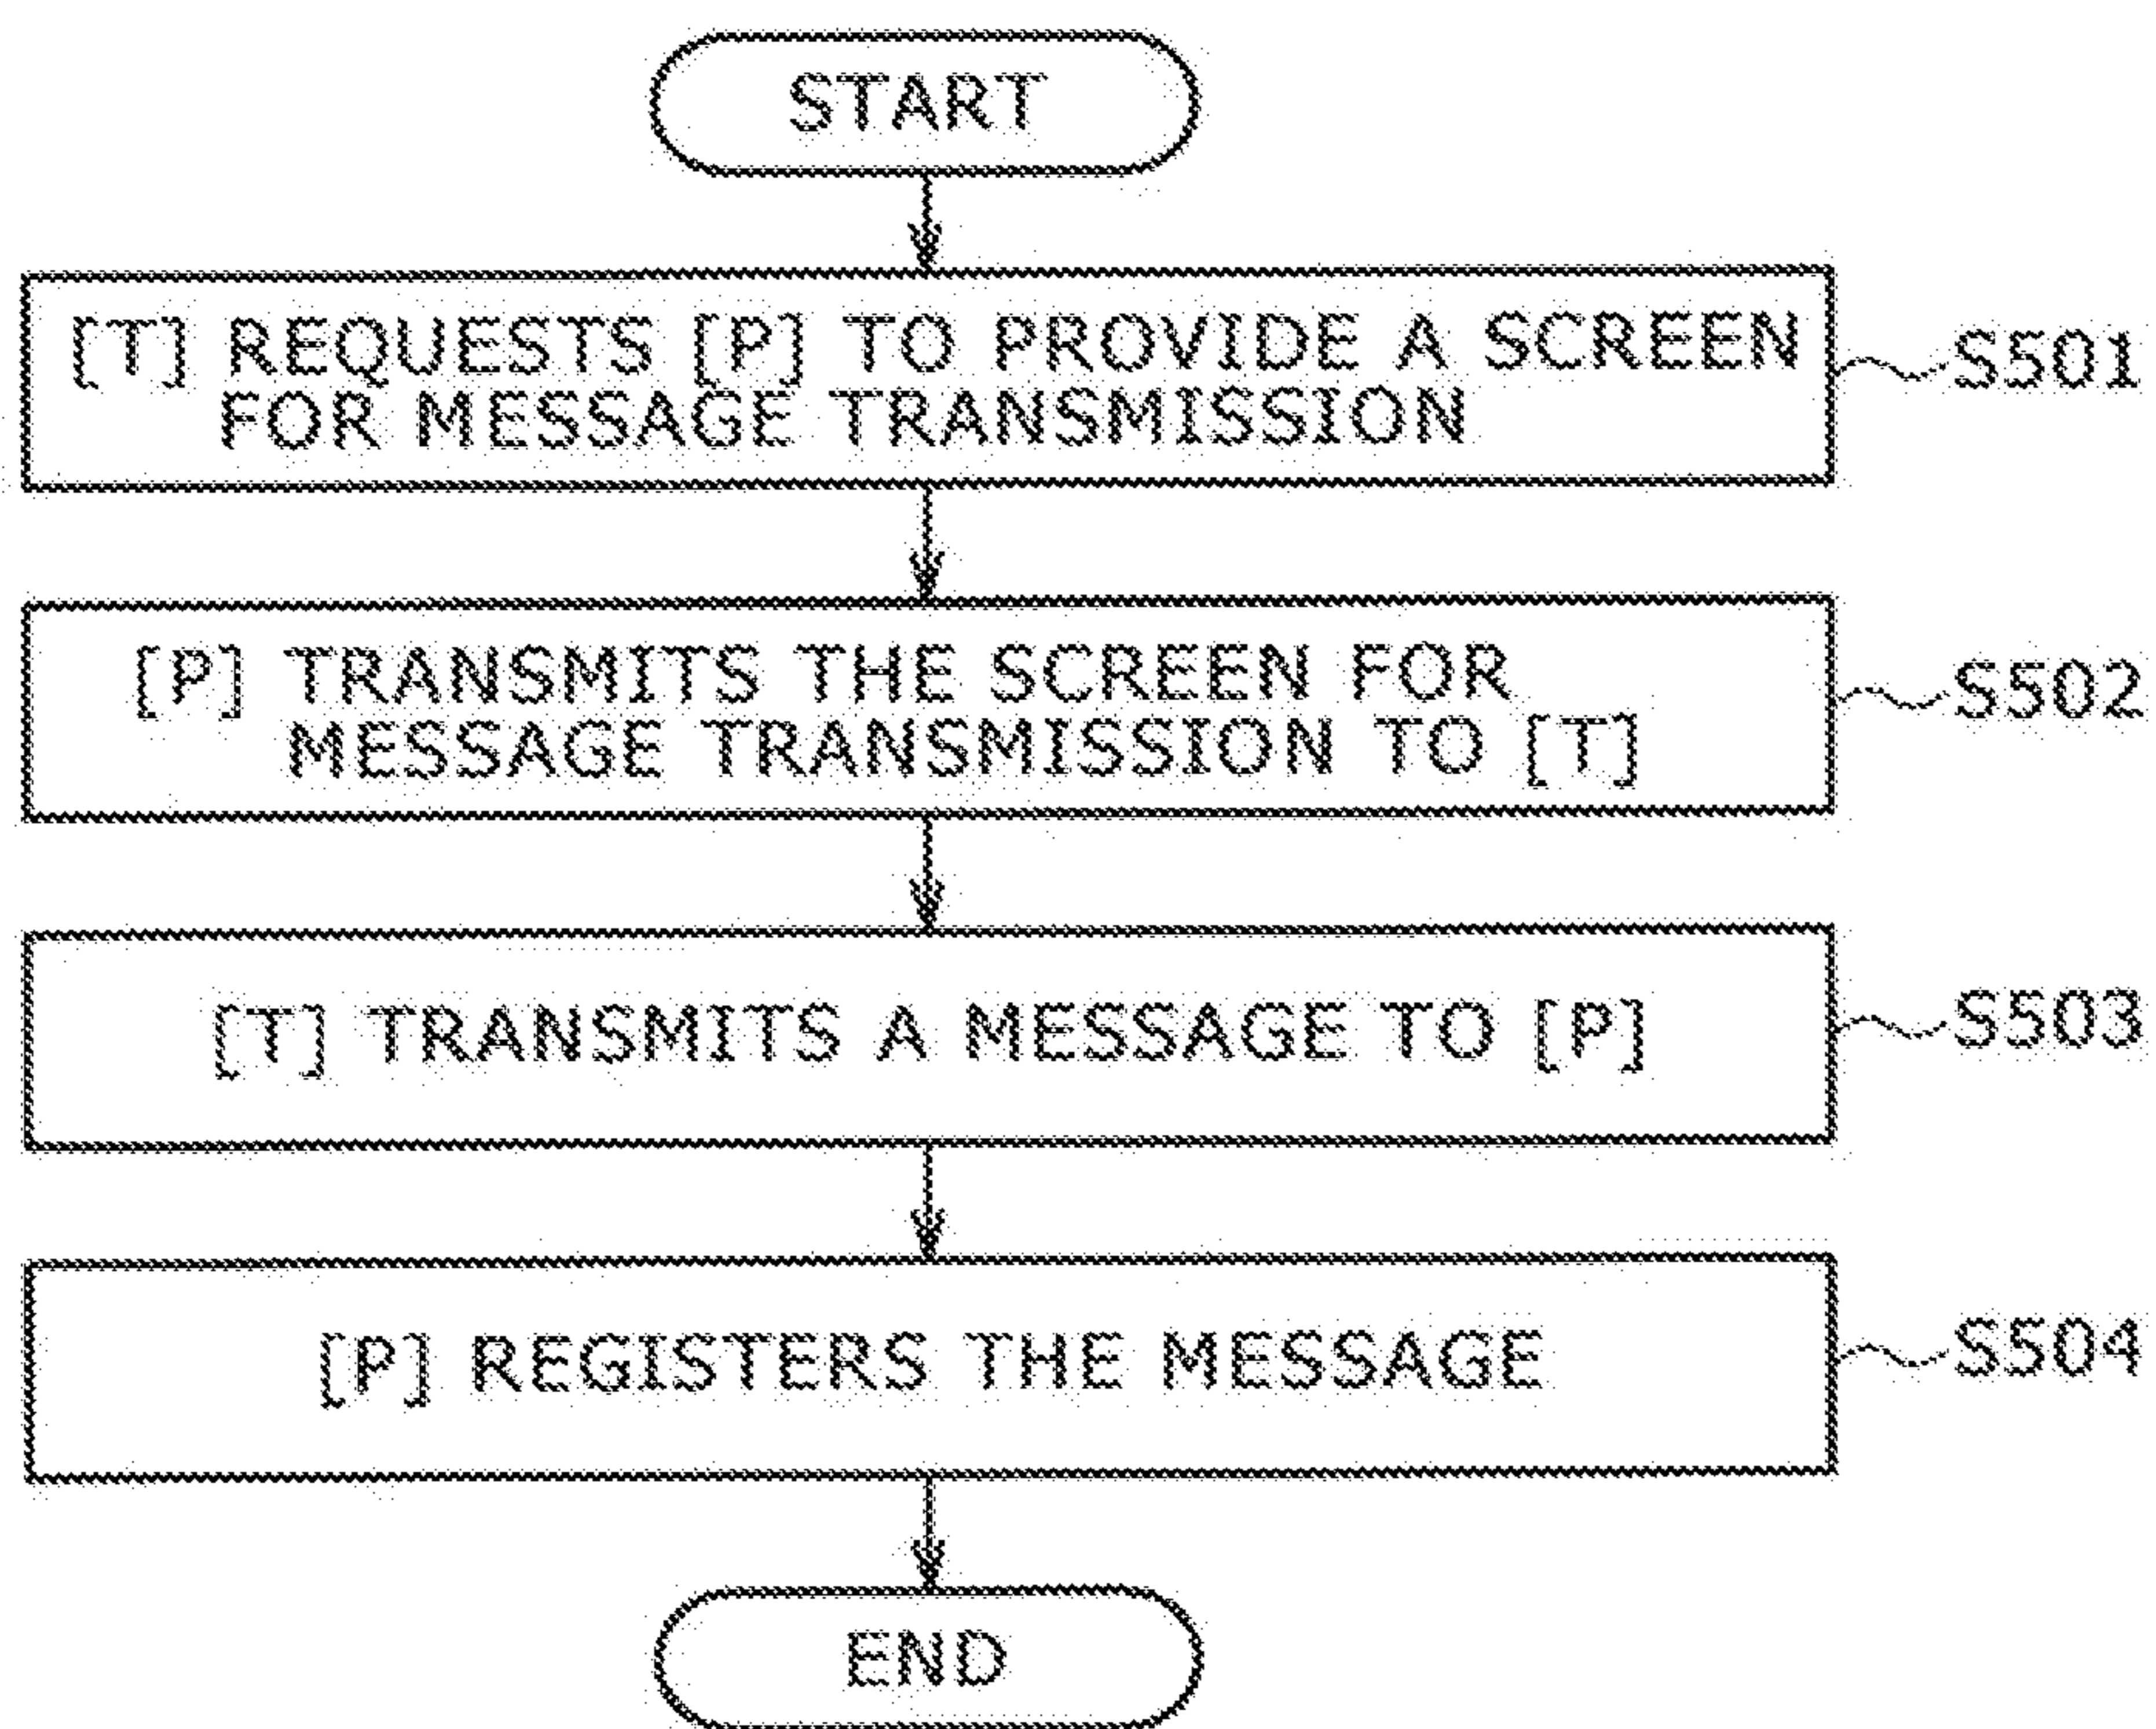 START
[T] REQUESTS [P] TO PROVIDE A SCREEN
FOR MESSAGE TRANSMISSION
S501
[P] TRANSMITS THE SCREEN FOR
MESSAGE TRANSMISSION TO [T]
S502
[T] TRANSMITS A MESSAGE TO [P]
S503
[P] REGISTERS THE MESSAGE
S504
END